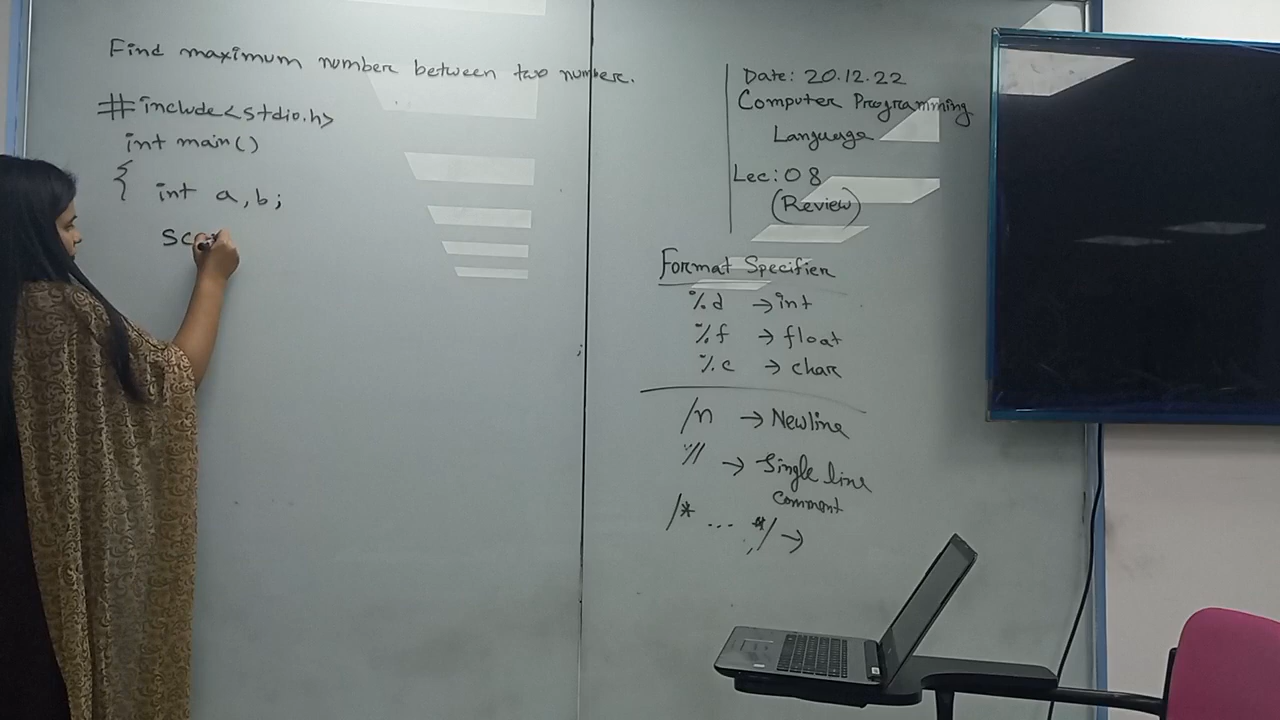 Find maximum number between two number.
#include<stdio.h>
int main()
{ int a, b;
sc
Date: 20.12.22
Computer Programming
Language
Lec: 08
(Review)
Format Specifier
%d → int
%f → float
%c → char
/n → Newline
// → Single line
comment
/* ... */ →